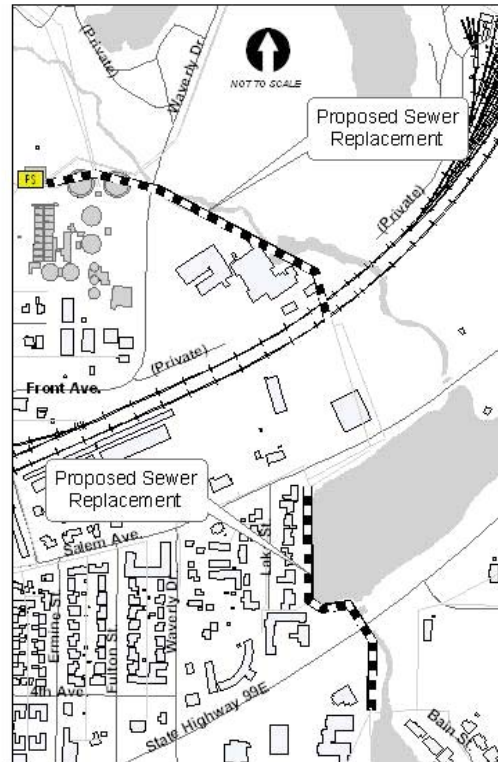 (Private)
Waverly Dr.
NOT TO SCALE
Proposed Sewer
Replacement
PS
(Private)
(Private)
Front Ave.
Proposed Sewer
Replacement
Salem Ave.
Lake St.
Ermine St.
Fulton St.
Waverly Dr.
4th Ave.
State Highway 99E
Bain St.